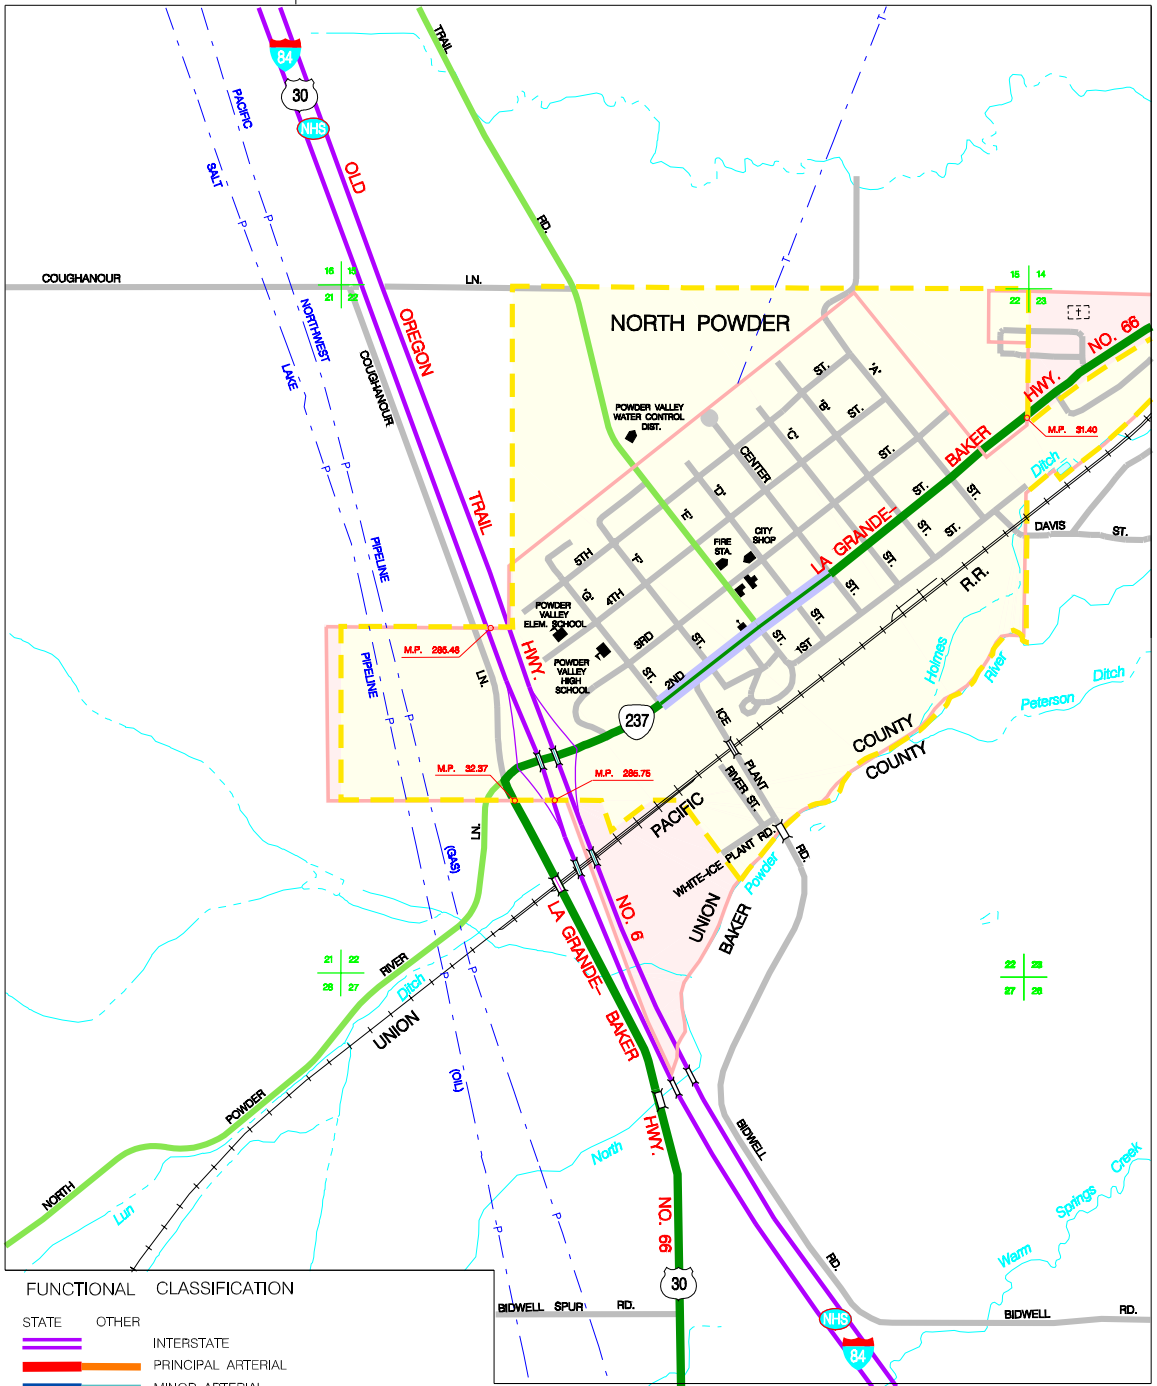 84
30
NHS
TRAIL
T
PACIFIC
SALT
P
P
OLD
RD.
T
COUGHANOUR
LN.
16 15
21 22
15 14
22 23
NORTHWEST
LAKE
OREGON
COUGHANOUR
NORTH POWDER
NO. 66
HWY.
M.P. 31.40
BAKER
Ditch
POWDER VALLEY
WATER CONTROL
DIST.
ST.
"A"
"B"
ST.
"C"
ST.
CENTER
"D"
ST.
ST.
"E"
CITY
SHOP
FIRE
STA.
LA GRANDE-
ST.
ST.
DAVIS
ST.
P
P
TRAIL
PIPELINE
5TH
"F"
"G"
4TH
ST.
ST.
R.R.
POWDER
VALLEY
ELEM. SCHOOL
3RD
ST.
ST.
ST.
1ST
HWY.
M.P. 285.48
PIPELINE
POWDER
VALLEY
HIGH
SCHOOL
ST.
2ND
LN.
Holmes
River
Ditch
Peterson
P
P
237
ICE
PLANT
COUNTY
COUNTY
M.P. 32.37
M.P. 285.75
RIVER ST.
PACIFIC
LN.
RD.
WHITE-ICE PLANT RD.
Powder
(GAS)
UNION
BAKER
NO. 6
LA GRANDE-
BAKER
21 22
28 27
RIVER
Ditch
P
P
22 23
27 26
UNION
(OIL)
POWDER
HWY.
North
BIDWELL
NORTH
Lun
P
P
NO. 66
Creek
Springs
Warm
RD.
30
BIDWELL SPUR RD.
NHS
84
BIDWELL RD.
FUNCTIONAL CLASSIFICATION
STATE OTHER
INTERSTATE
PRINCIPAL ARTERIAL
MINOR ARTERIAL